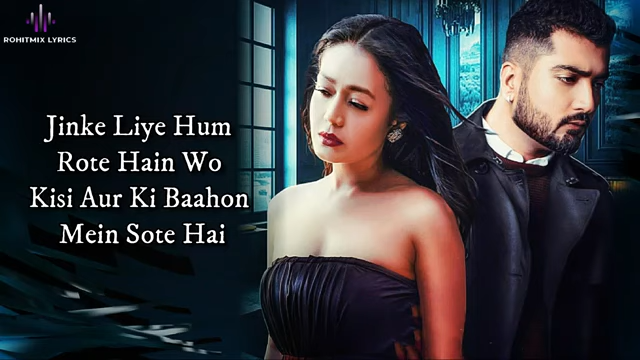 ROHITMIX LYRICS
Jinke Liye Hum
Rote Hain Wo
Kisi Aur Ki Baahon
Mein Sote Hai